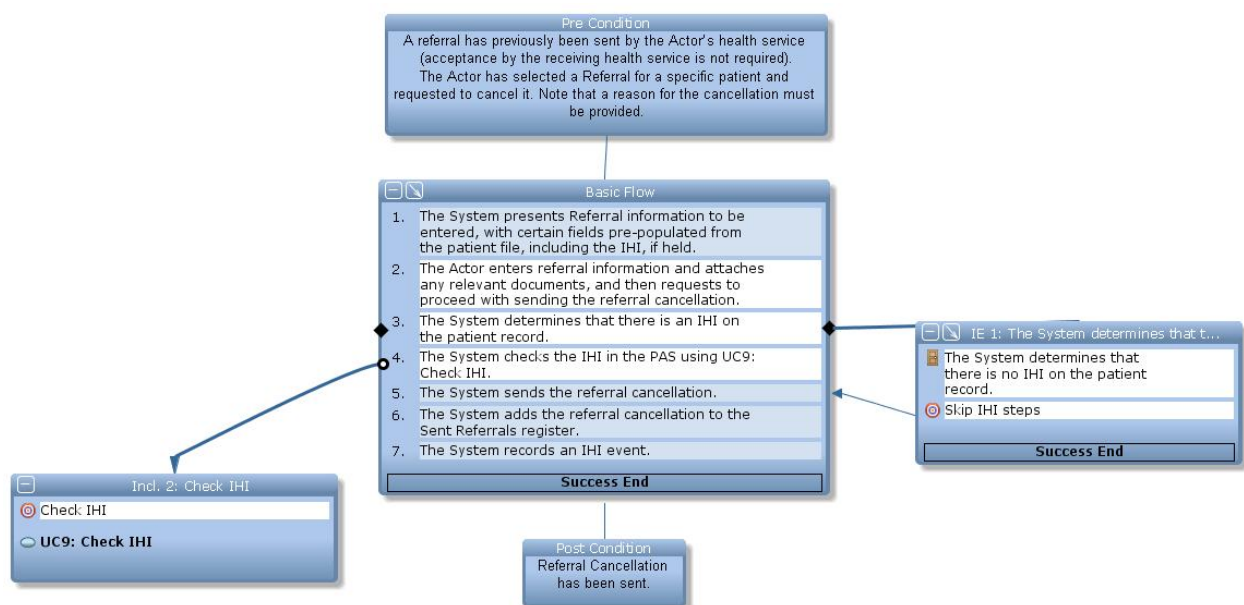 Pre Condition
A referral has previously been sent by the Actor's health service
(acceptance by the receiving health service is not required).
The Actor has selected a Referral for a specific patient and
requested to cancel it. Note that a reason for the cancellation must
be provided.
Basic Flow
1. The System presents Referral information to be
entered, with certain fields pre-populated from
the patient file, including the IHI, if held.
2. The Actor enters referral information and attaches
any relevant documents, and then requests to
proceed with sending the referral cancellation.
3. The System determines that there is an IHI on
the patient record.
4. The System checks the IHI in the PAS using UC9:
Check IHI.
5. The System sends the referral cancellation.
6. The System adds the referral cancellation to the
Sent Referrals register.
7. The System records an IHI event.
Success End
IE 1: The System determines that t...
The System determines that
there is no IHI on the patient
record.
Skip IHI steps
Success End
Incl. 2: Check IHI
Check IHI
UC9: Check IHI
Post Condition
Referral Cancellation
has been sent.